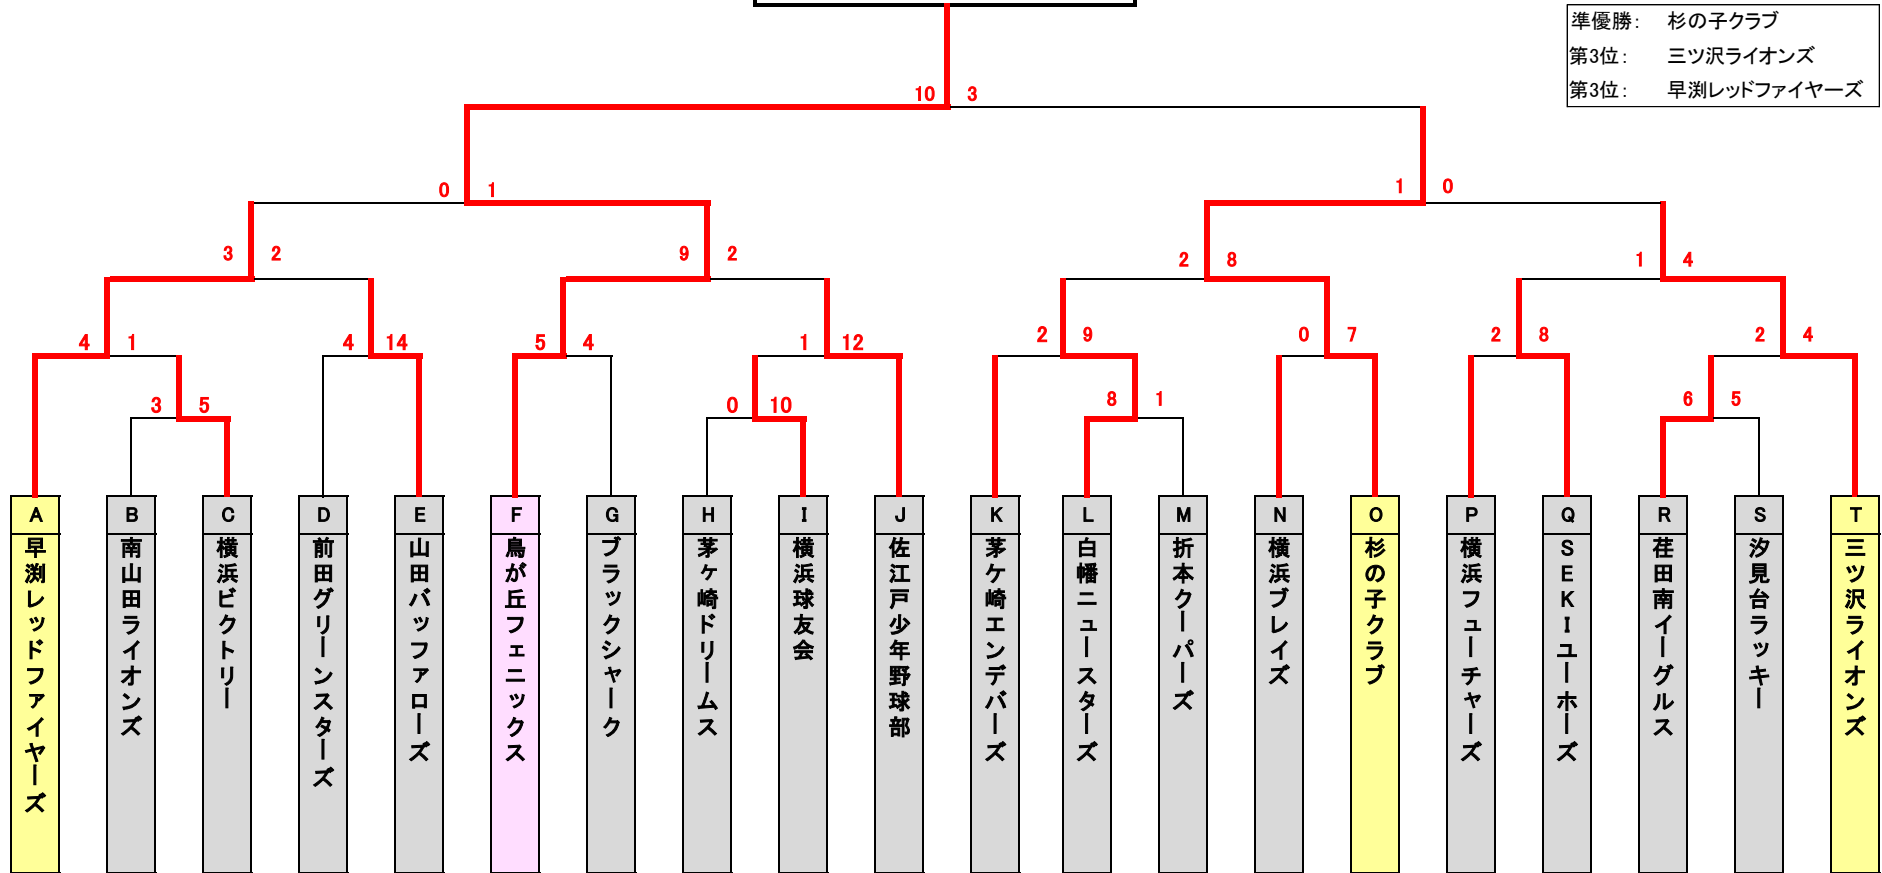 準優勝： 杉の子クラブ
第3位： 三ツ沢ライオンズ
第3位： 早渕レッドファイヤーズ
10 3
0 1
1 0
3 2
9 2
2 8
1 4
4 1
4 14
5 4
1 12
2 9
0 7
2 8
2 4
3 5
0 10
8 1
6 5
A
早渕レッドファイヤーズ
B
南山田ライオンズ
C
横浜ビクトリー
D
前田グリーンスターズ
E
山田バッファローズ
F
鳥が丘フェニックス
G
ブラックシャーク
H
茅ヶ崎ドリームス
I
横浜球友会
J
佐江戸少年野球部
K
茅ケ崎エンデバーズ
L
白幡ニュースターズ
M
折本クーパーズ
N
横浜ブレイズ
O
杉の子クラブ
P
横浜フューチャーズ
Q
SEKIユーホーズ
R
荏田南イーグルス
S
汐見台ラッキー
T
三ツ沢ライオンズ